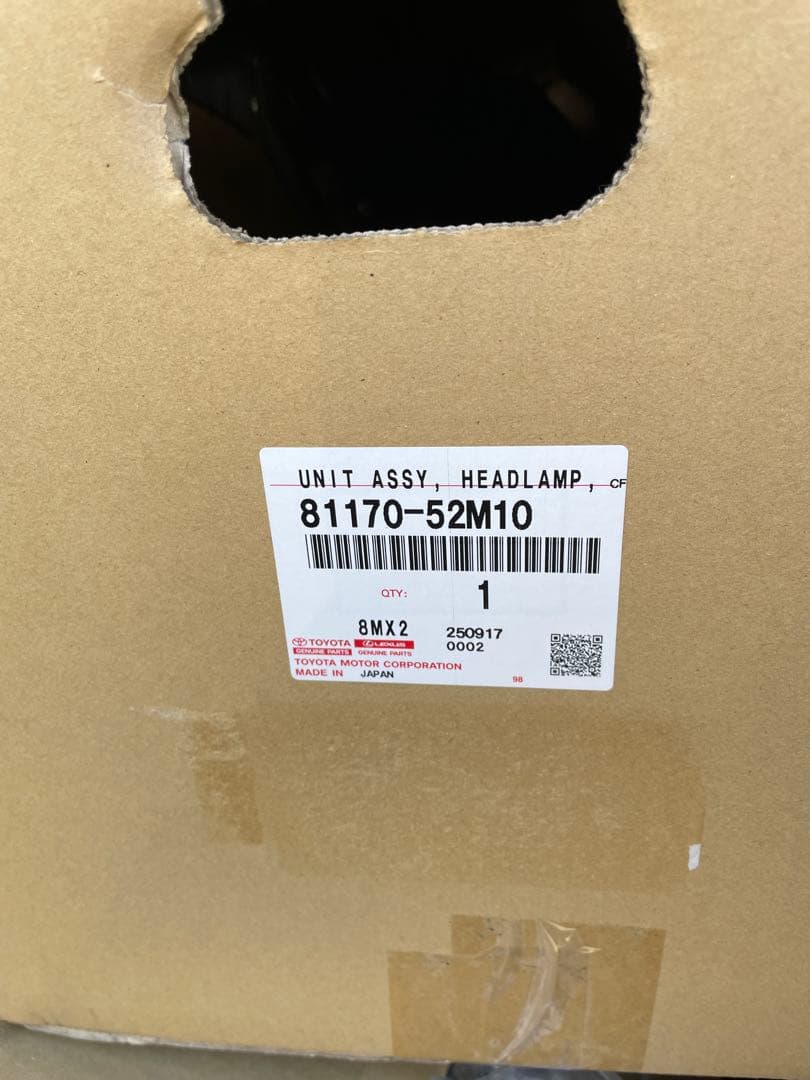 UNIT ASSY, HEADLAMP, CF
81170-52M10
QTY: 1
8MX2 250917
TOYOTA LEXUS 0002
GENUINE PARTS GENUINE PARTS
TOYOTA MOTOR CORPORATION
MADE IN JAPAN 98